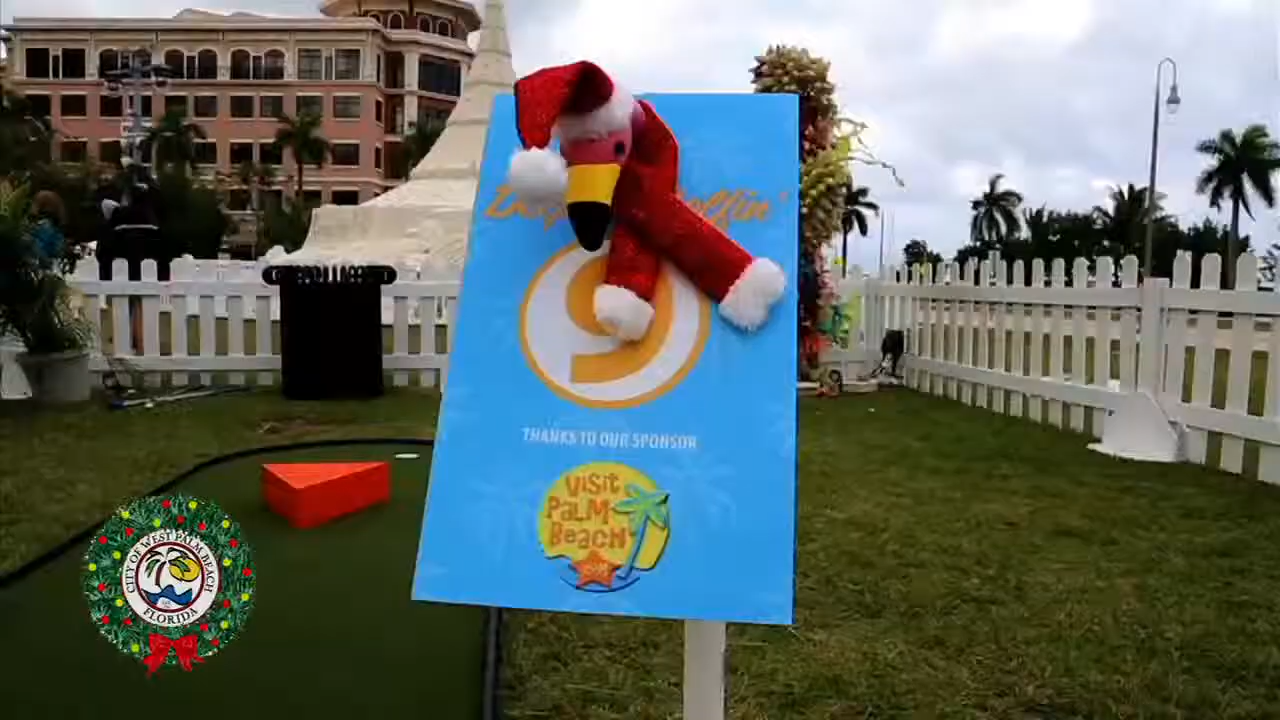 9
THANKS TO OUR SPONSOR
Visit
PaLM
Beach
CITY OF WEST PALM BEACH
FLORIDA